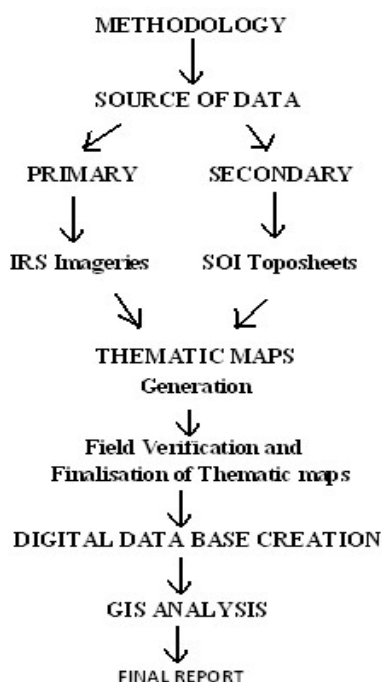 METHODOLOGY
SOURCE OF DATA
PRIMARY
SECONDARY
IRS Imageries
SOI Toposheets
THEMATIC MAPS
Generation
Field Verification and
Finalisation of Thematic maps
DIGITAL DATA BASE CREATION
GIS ANALYSIS
FINAL REPORT